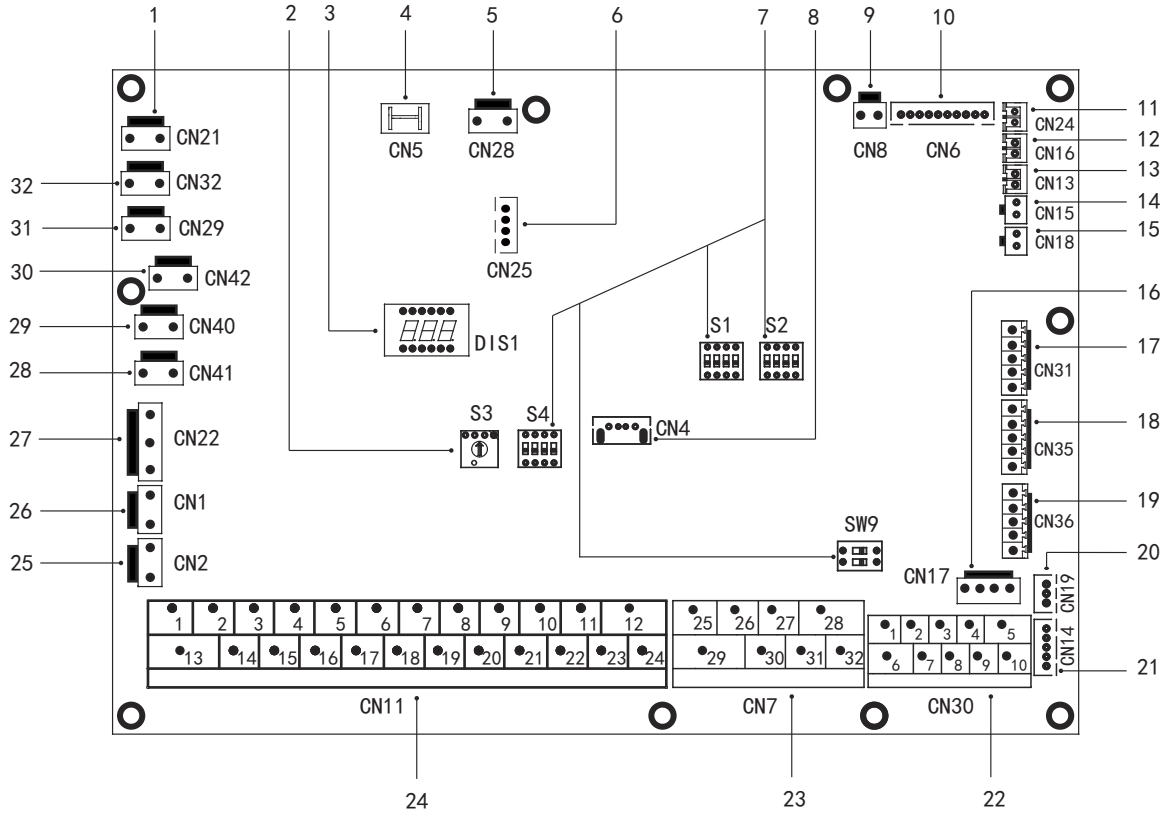 1 2 3 4 5 6 7 8 9 10
CN21
CN5
CN28
CN8
CN6
CN24
11
CN16
12
32
CN32
CN13
13
CN15
14
31
CN29
CN18
15
CN25
30
CN42
16
29
CN40
DIS1
S1
S2
17
CN31
28
CN41
27
CN22
S3
S4
CN4
18
CN35
26
CN1
19
CN36
25
CN2
SW9
20
CN17
CN19
1 2 3 4 5 6 7 8 9 10 11 12
25 26 27 28
1 2 3 4 5
CN14
13 14 15 16 17 18 19 20 21 22 23 24
29 30 31 32
6 7 8 9 10
21
CN11
CN7
CN30
24
23
22